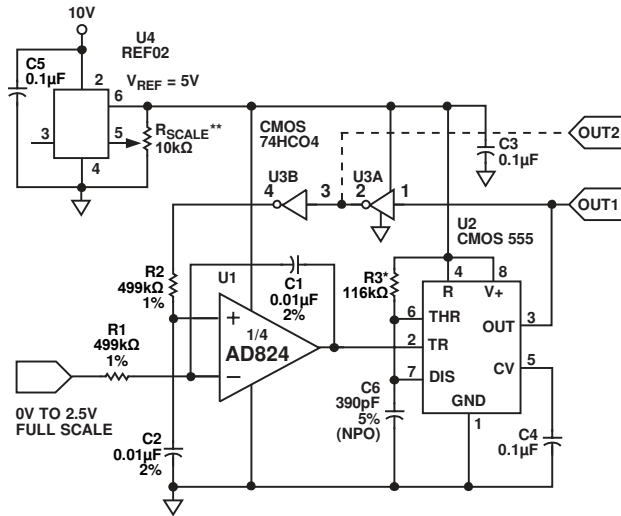 10V
U4
REF02
C5
0.1µF
2
VREF = 5V
6
3
5
RSCALE**
10kΩ
4
CMOS
74HCO4
C3
0.1µF
OUT2
U3B
4
3
U3A
2
1
OUT1
U2
CMOS 555
R2
499kΩ
1%
U1
C1
0.01µF
2%
R3*
116kΩ
4
8
R
V+
6
THR
OUT
3
R1
499kΩ
1%
+
1/4
AD824
–
2
TR
7
DIS
CV
5
0V TO 2.5V
FULL SCALE
C6
390pF
5%
(NPO)
GND
1
C2
0.01µF
2%
C4
0.1µF